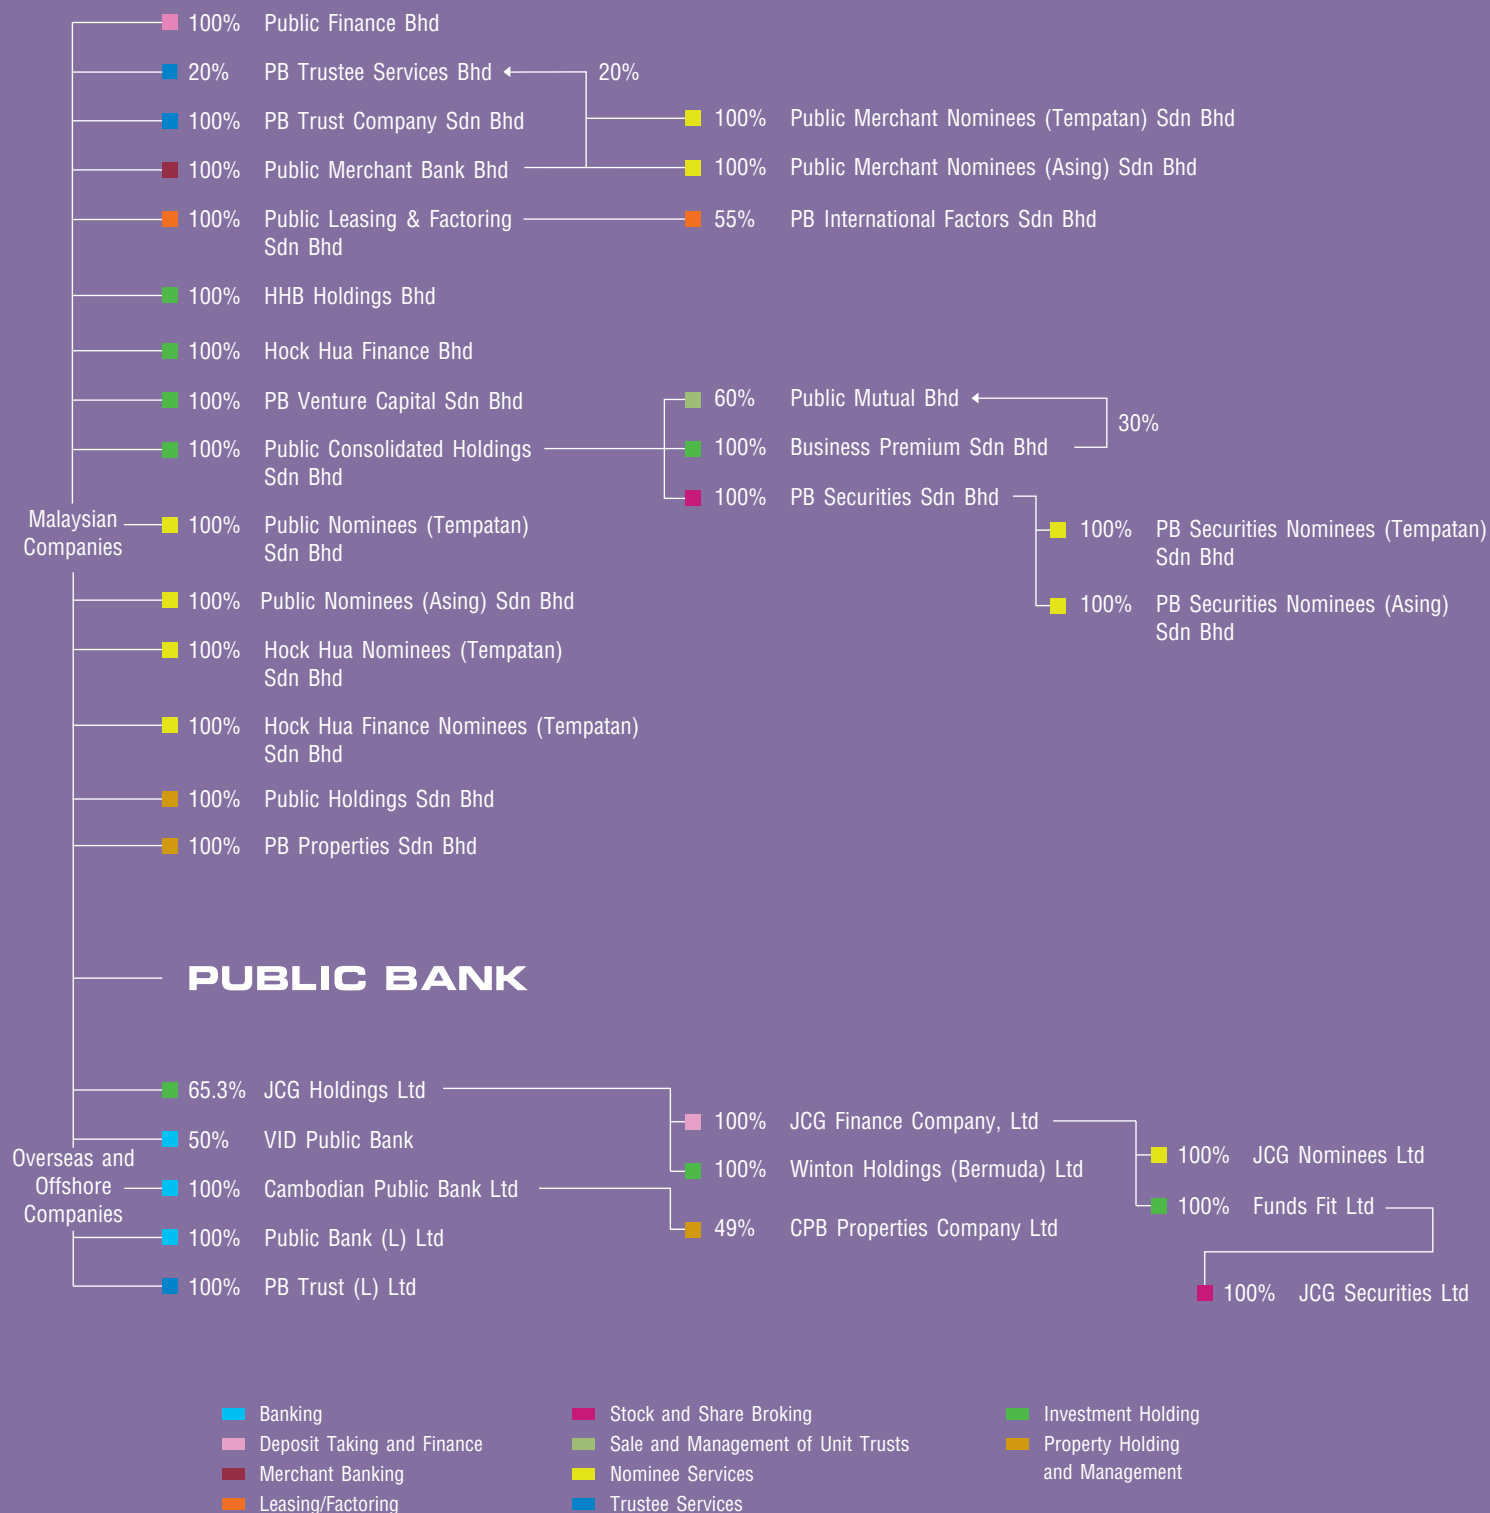 100% Public Finance Bhd
20% PB Trustee Services Bhd 20%
100% PB Trust Company Sdn Bhd
100% Public Merchant Nominees (Tempatan) Sdn Bhd
100% Public Merchant Bank Bhd
100% Public Merchant Nominees (Asing) Sdn Bhd
100% Public Leasing & Factoring
Sdn Bhd
55% PB International Factors Sdn Bhd
100% HHB Holdings Bhd
100% Hock Hua Finance Bhd
100% PB Venture Capital Sdn Bhd
60% Public Mutual Bhd
30%
100% Public Consolidated Holdings
Sdn Bhd
100% Business Premium Sdn Bhd
100% PB Securities Sdn Bhd
Malaysian
Companies
100% Public Nominees (Tempatan)
Sdn Bhd
100% PB Securities Nominees (Tempatan)
Sdn Bhd
100% Public Nominees (Asing) Sdn Bhd
100% PB Securities Nominees (Asing)
Sdn Bhd
100% Hock Hua Nominees (Tempatan)
Sdn Bhd
100% Hock Hua Finance Nominees (Tempatan)
Sdn Bhd
100% Public Holdings Sdn Bhd
100% PB Properties Sdn Bhd
PUBLIC BANK
65.3% JCG Holdings Ltd
100% JCG Finance Company, Ltd
50% VID Public Bank
100% JCG Nominees Ltd
Overseas and
Offshore
Companies
100% Winton Holdings (Bermuda) Ltd
100% Cambodian Public Bank Ltd
100% Funds Fit Ltd
49% CPB Properties Company Ltd
100% Public Bank (L) Ltd
100% PB Trust (L) Ltd
100% JCG Securities Ltd
Banking
Deposit Taking and Finance
Merchant Banking
Leasing/Factoring
Stock and Share Broking
Sale and Management of Unit Trusts
Nominee Services
Trustee Services
Investment Holding
Property Holding
and Management